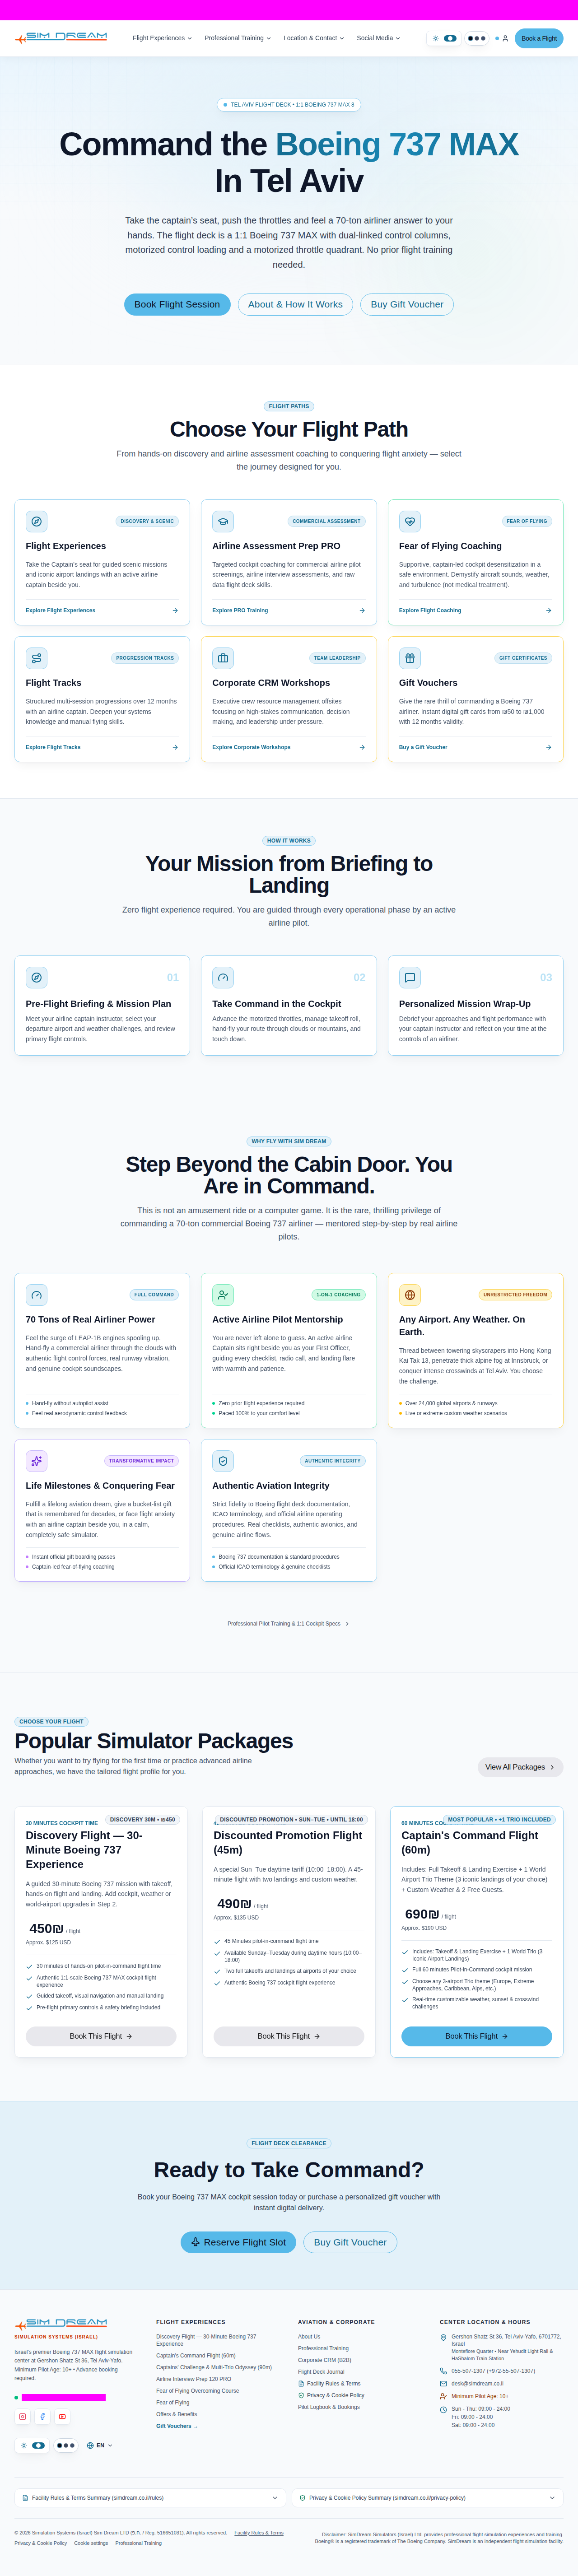 SIM DREAM
Flight Experiences
Professional Training
Location & Contact
Social Media
Book a Flight
TEL AVIV FLIGHT DECK • 1:1 BOEING 737 MAX 8
Command the Boeing 737 MAX
In Tel Aviv
Take the captain's seat, push the throttles and feel a 70-ton airliner answer to your
hands. The flight deck is a 1:1 Boeing 737 MAX with dual-linked control columns,
motorized control loading and a motorized throttle quadrant. No prior flight training
needed.
Book Flight Session
About & How It Works
Buy Gift Voucher
FLIGHT PATHS
Choose Your Flight Path
From hands-on discovery and airline assessment coaching to conquering flight anxiety — select
the journey designed for you.
DISCOVERY & SCENIC
Flight Experiences
Take the Captain's seat for guided scenic missions
and iconic airport landings with an active airline
captain beside you.
Explore Flight Experiences
COMMERCIAL ASSESSMENT
Airline Assessment Prep PRO
Targeted cockpit coaching for commercial airline pilot
screenings, airline interview assessments, and raw
data flight deck skills.
Explore PRO Training
FEAR OF FLYING
Fear of Flying Coaching
Supportive, captain-led cockpit desensitization in a
safe environment. Demystify aircraft sounds, weather,
and turbulence (not medical treatment).
Explore Flight Coaching
PROGRESSION TRACKS
Flight Tracks
Structured multi-session progressions over 12 months
with an airline captain. Deepen your systems
knowledge and manual flying skills.
Explore Flight Tracks
TEAM LEADERSHIP
Corporate CRM Workshops
Executive crew resource management offsites
focusing on high-stakes communication, decision
making, and leadership under pressure.
Explore Corporate Workshops
GIFT CERTIFICATES
Gift Vouchers
Give the rare thrill of commanding a Boeing 737
airliner. Instant digital gift cards from ₪50 to ₪1,000
with 12 months validity.
Buy a Gift Voucher
HOW IT WORKS
Your Mission from Briefing to
Landing
Zero flight experience required. You are guided through every operational phase by an active
airline pilot.
01
Pre-Flight Briefing & Mission Plan
Meet your airline captain instructor, select your
departure airport and weather challenges, and review
primary flight controls.
02
Take Command in the Cockpit
Advance the motorized throttles, manage takeoff roll,
hand-fly your route through clouds or mountains, and
touch down.
03
Personalized Mission Wrap-Up
Debrief your approaches and flight performance with
your captain instructor and reflect on your time at the
controls of an airliner.
WHY FLY WITH SIM DREAM
Step Beyond the Cabin Door. You
Are in Command.
This is not an amusement ride or a computer game. It is the rare, thrilling privilege of
commanding a 70-ton commercial Boeing 737 airliner — mentored step-by-step by real airline
pilots.
FULL COMMAND
70 Tons of Real Airliner Power
Feel the surge of LEAP-1B engines spooling up.
Hand-fly a commercial airliner through the clouds with
authentic flight control forces, real runway vibration,
and genuine cockpit soundscapes.
Hand-fly without autopilot assist
Feel real aerodynamic control feedback
1-ON-1 COACHING
Active Airline Pilot Mentorship
You are never left alone to guess. An active airline
Captain sits right beside you as your First Officer,
guiding every checklist, radio call, and landing flare
with warmth and patience.
Zero prior flight experience required
Paced 100% to your comfort level
UNRESTRICTED FREEDOM
Any Airport. Any Weather. On
Earth.
Thread between towering skyscrapers into Hong Kong
Kai Tak 13, penetrate thick alpine fog at Innsbruck, or
conquer intense crosswinds at Tel Aviv. You choose
the challenge.
Over 24,000 global airports & runways
Live or extreme custom weather scenarios
TRANSFORMATIVE IMPACT
Life Milestones & Conquering Fear
Fulfill a lifelong aviation dream, give a bucket-list gift
that is remembered for decades, or face flight anxiety
with an airline captain beside you, in a calm,
completely safe simulator.
Instant official gift boarding passes
Captain-led fear-of-flying coaching
AUTHENTIC INTEGRITY
Authentic Aviation Integrity
Strict fidelity to Boeing flight deck documentation,
ICAO terminology, and official airline operating
procedures. Real checklists, authentic avionics, and
genuine airline flows.
Boeing 737 documentation & standard procedures
Official ICAO terminology & genuine checklists
Professional Pilot Training & 1:1 Cockpit Specs
CHOOSE YOUR FLIGHT
Popular Simulator Packages
Whether you want to try flying for the first time or practice advanced airline
approaches, we have the tailored flight profile for you.
View All Packages
DISCOVERY 30M • ₪450
30 MINUTES COCKPIT TIME
Discovery Flight — 30-
Minute Boeing 737
Experience
A guided 30-minute Boeing 737 mission with takeoff,
hands-on flight and landing. Add cockpit, weather or
world-airport upgrades in Step 2.
450₪ / flight
Approx. $125 USD
30 minutes of hands-on pilot-in-command flight time
Authentic 1:1-scale Boeing 737 MAX cockpit flight
experience
Guided takeoff, visual navigation and manual landing
Pre-flight primary controls & safety briefing included
Book This Flight
DISCOUNTED PROMOTION • SUN–TUE • UNTIL 18:00
Discounted Promotion Flight
(45m)
A special Sun–Tue daytime tariff (10:00–18:00). A 45-
minute flight with two landings and custom weather.
490₪ / flight
Approx. $135 USD
45 Minutes pilot-in-command flight time
Available Sunday–Tuesday during daytime hours (10:00–
18:00)
Two full takeoffs and landings at airports of your choice
Authentic Boeing 737 cockpit flight experience
Book This Flight
MOST POPULAR • +1 TRIO INCLUDED
60 MINUTES
Captain's Command Flight
(60m)
Includes: Full Takeoff & Landing Exercise + 1 World
Airport Trio Theme (3 iconic landings of your choice)
+ Custom Weather & 2 Free Guests.
690₪ / flight
Approx. $190 USD
Includes: Takeoff & Landing Exercise + 1 World Trio (3
Iconic Airport Landings)
Full 60 minutes Pilot-in-Command cockpit mission
Choose any 3-airport Trio theme (Europe, Extreme
Approaches, Caribbean, Alps, etc.)
Real-time customizable weather, sunset & crosswind
challenges
Book This Flight
FLIGHT DECK CLEARANCE
Ready to Take Command?
Book your Boeing 737 MAX cockpit session today or purchase a personalized gift voucher with
instant digital delivery.
Reserve Flight Slot
Buy Gift Voucher
SIM DREAM
SIMULATION SYSTEMS (ISRAEL)
Israel's premier Boeing 737 MAX flight simulation
center at Gershon Shatz St 36, Tel Aviv-Yafo.
Minimum Pilot Age: 10+ • Advance booking
required.
EN
FLIGHT EXPERIENCES
Discovery Flight — 30-Minute Boeing 737
Experience
Captain's Command Flight (60m)
Captains' Challenge & Multi-Trio Odyssey (90m)
Airline Interview Prep 120 PRO
Fear of Flying Overcoming Course
Fear of Flying
Offers & Benefits
Gift Vouchers →
AVIATION & CORPORATE
About Us
Professional Training
Corporate CRM (B2B)
Flight Deck Journal
Facility Rules & Terms
Privacy & Cookie Policy
Pilot Logbook & Bookings
CENTER LOCATION & HOURS
Gershon Shatz St 36, Tel Aviv-Yafo, 6701772,
Israel
Montefiore Quarter • Near Yehudit Light Rail &
HaShalom Train Station
055-507-1307 (+972-55-507-1307)
desk@simdream.co.il
Minimum Pilot Age: 10+
Sun - Thu: 09:00 - 24:00
Fri: 09:00 - 24:00
Sat: 09:00 - 24:00
Facility Rules & Terms Summary (simdream.co.il/rules)
Privacy & Cookie Policy Summary (simdream.co.il/privacy-policy)
© 2026 Simulation Systems (Israel) Sim Dream LTD (ח.פ. / Reg. 516651031). All rights reserved.
Facility Rules & Terms
Privacy & Cookie Policy
Cookie settings
Professional Training
Disclaimer: SimDream Simulators (Israel) Ltd. provides professional flight simulation experiences and training.
Boeing® is a registered trademark of The Boeing Company. SimDream is an independent flight simulation facility.